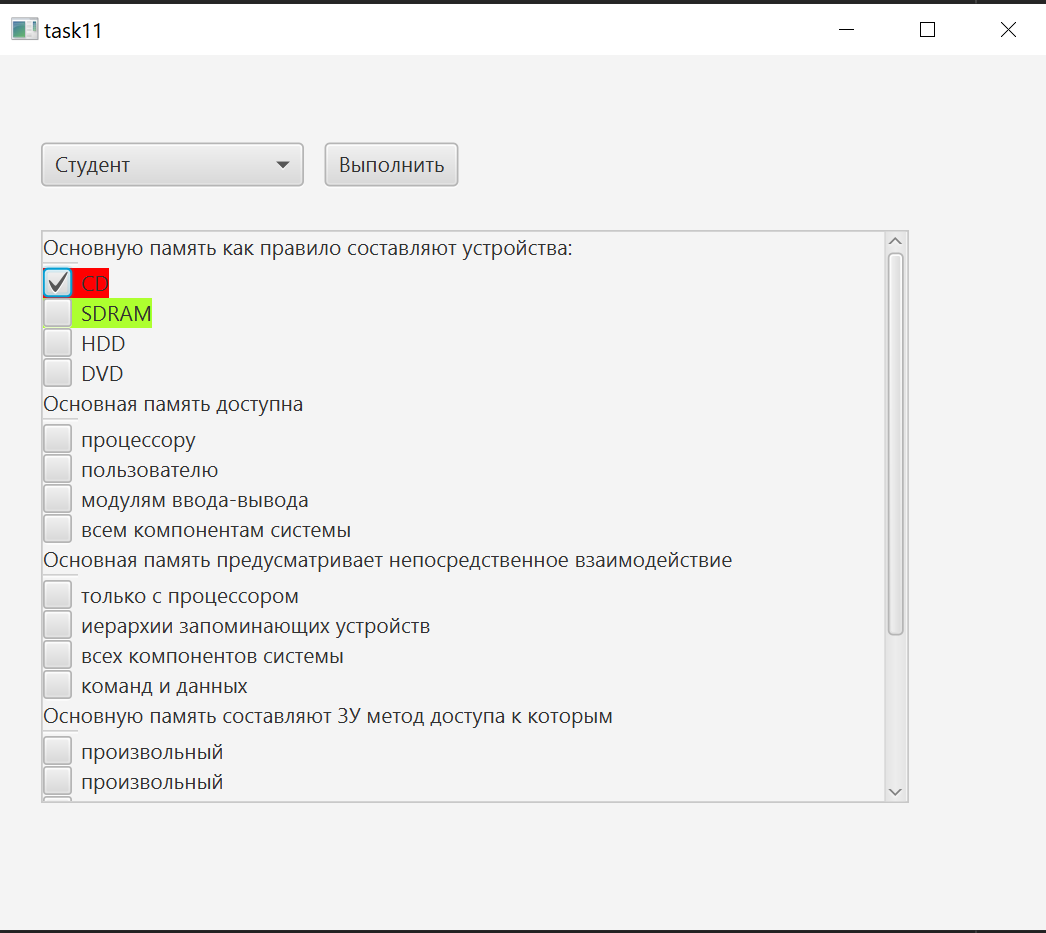 task11
Студент
Выполнить
Основную память как правило составляют устройства:
CD
SDRAM
HDD
DVD
Основная память доступна
процессору
пользователю
модулям ввода-вывода
всем компонентам системы
Основная память предусматривает непосредственное взаимодействие
только с процессором
иерархии запоминающих устройств
всех компонентов системы
команд и данных
Основную память составляют ЗУ метод доступа к которым
произвольный
произвольный